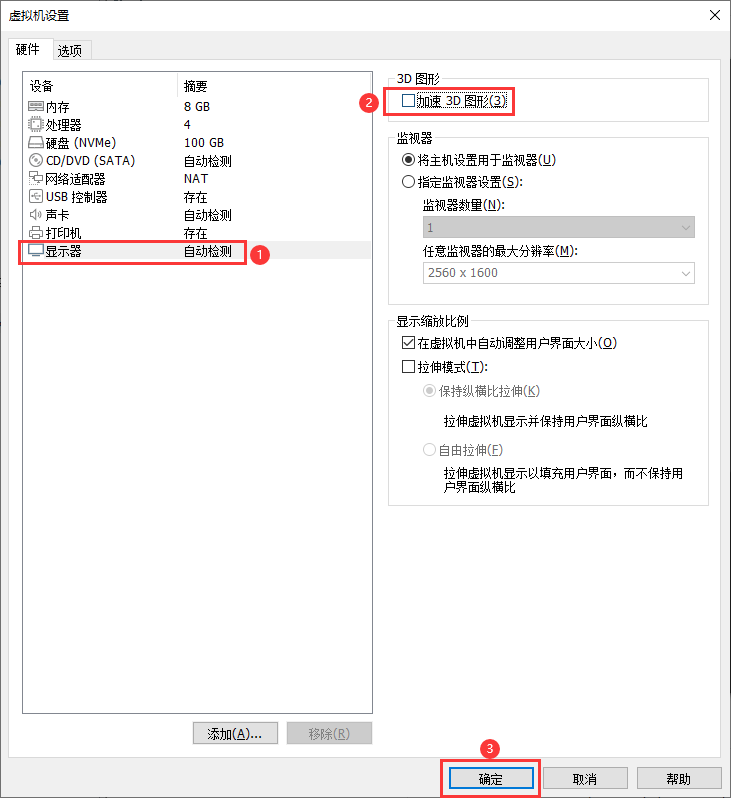 虚拟机设置
硬件 选项
设备 摘要
内存 8 GB
处理器 4
硬盘 (NVMe) 100 GB
CD/DVD (SATA) 自动检测
网络适配器 NAT
USB 控制器 存在
声卡 自动检测
打印机 存在
显示器 自动检测
1
添加(A)... 移除(R)
3D 图形
2
加速 3D 图形(3)
监视器
将主机设置用于监视器(U)
指定监视器设置(S):
监视器数量(N):
1
任意监视器的最大分辨率(M):
2560 x 1600
显示缩放比例
在虚拟机中自动调整用户界面大小(O)
拉伸模式(T):
保持纵横比拉伸(K)
拉伸虚拟机显示并保持用户界面纵横比
自由拉伸(F)
拉伸虚拟机显示以填充用户界面，而不保持用
户界面纵横比
3
确定 取消 帮助